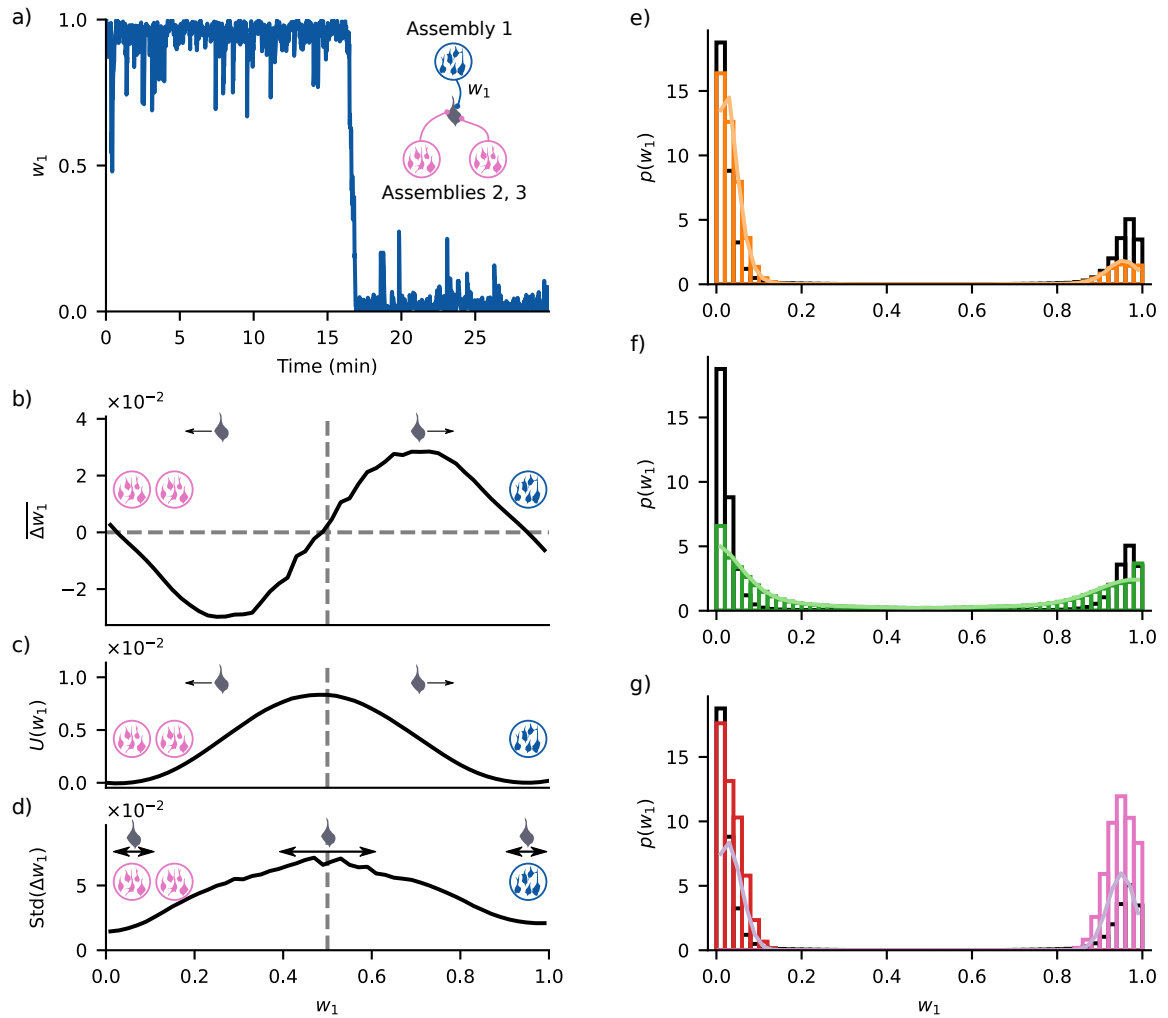 a)
1.0
0.5
0.0
w₁
0 5 10 15 20 25
Time (min)
Assembly 1
w₁
Assemblies 2, 3
b)
×10⁻²
4
2
0
−2
Δw₁
c)
×10⁻²
1.0
0.5
0.0
U(w₁)
d)
×10⁻²
5
0
Std(Δw₁)
0.0 0.2 0.4 0.6 0.8 1.0
w₁
e)
15
10
5
0
p(w₁)
0.0 0.2 0.4 0.6 0.8 1.0
f)
15
10
5
0
p(w₁)
0.0 0.2 0.4 0.6 0.8 1.0
g)
15
10
5
0
p(w₁)
0.0 0.2 0.4 0.6 0.8 1.0
w₁